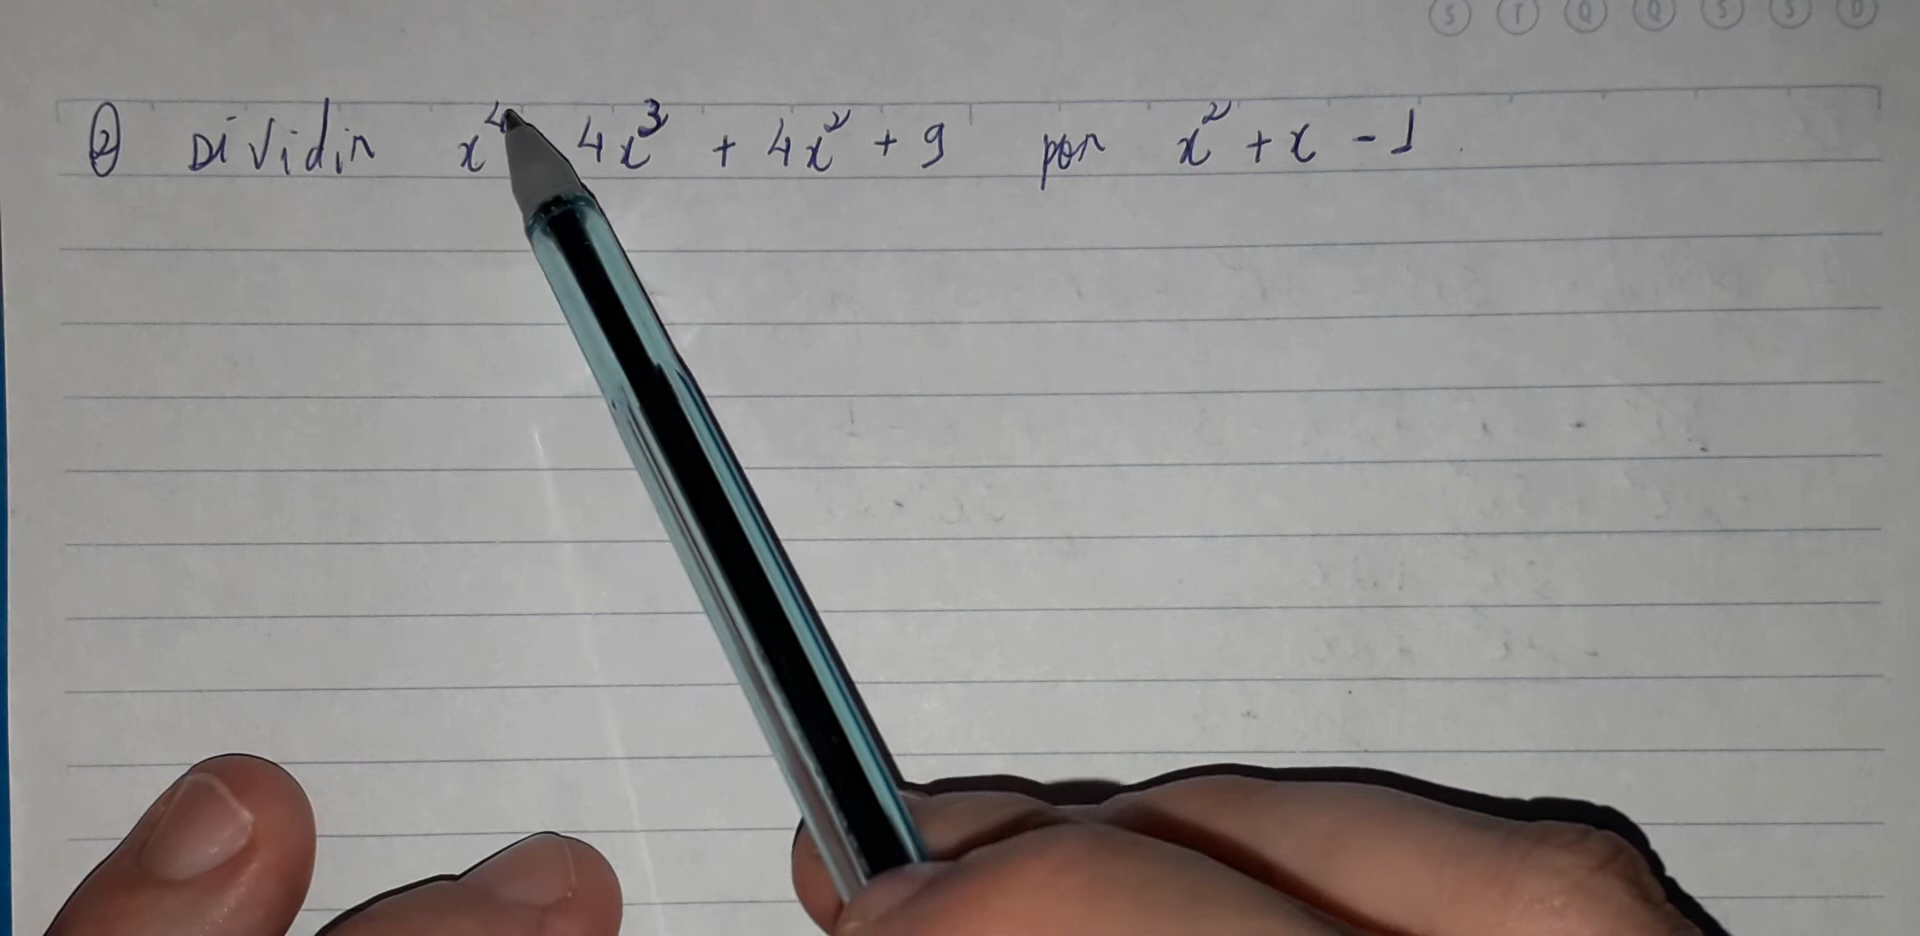 S T Q Q S S D
② Dividir x⁴ 4x³ + 4x² + 9 por x² + x - 1.